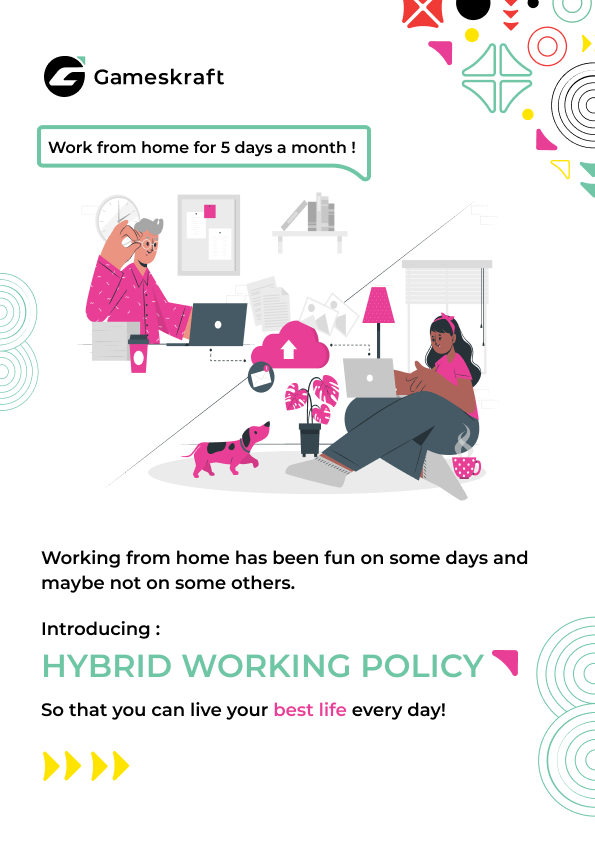 Gameskraft
Work from home for 5 days a month !
Working from home has been fun on some days and
maybe not on some others.
Introducing :
HYBRID WORKING POLICY
So that you can live your best life every day!